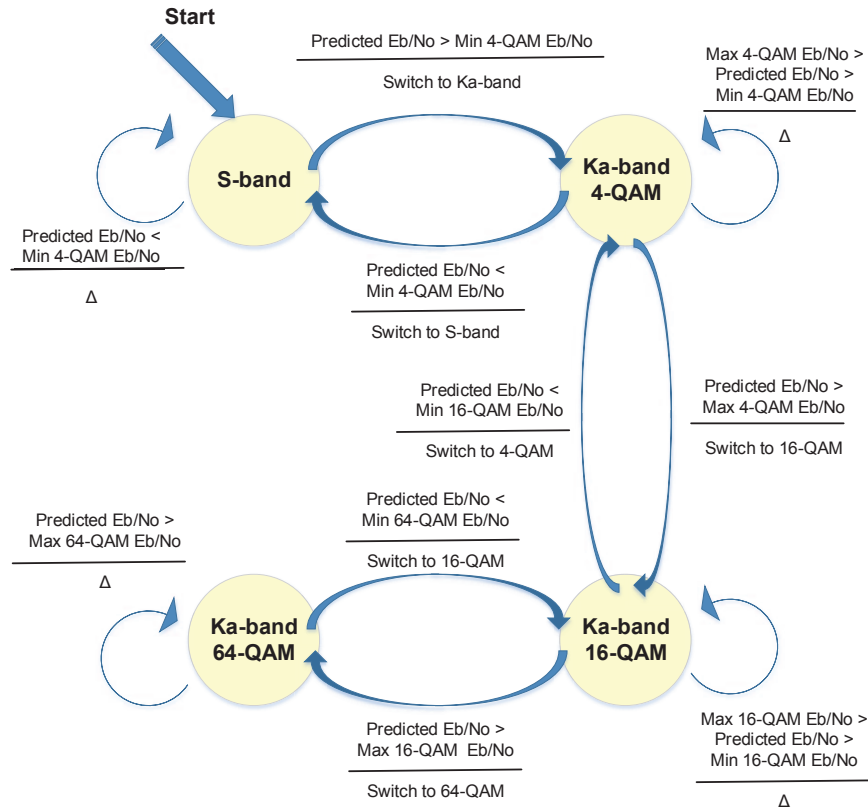 Start
Predicted Eb/No > Min 4-QAM Eb/No
Switch to Ka-band
Max 4-QAM Eb/No >
Predicted Eb/No >
Min 4-QAM Eb/No
Δ
S-band
Ka-band
4-QAM
Predicted Eb/No <
Min 4-QAM Eb/No
Δ
Predicted Eb/No <
Min 4-QAM Eb/No
Switch to S-band
Predicted Eb/No <
Min 16-QAM Eb/No
Switch to 4-QAM
Predicted Eb/No >
Max 4-QAM Eb/No
Switch to 16-QAM
Predicted Eb/No >
Max 64-QAM Eb/No
Δ
Predicted Eb/No <
Min 64-QAM Eb/No
Switch to 16-QAM
Ka-band
64-QAM
Ka-band
16-QAM
Predicted Eb/No >
Max 16-QAM Eb/No
Switch to 64-QAM
Max 16-QAM Eb/No >
Predicted Eb/No >
Min 16-QAM Eb/No
Δ